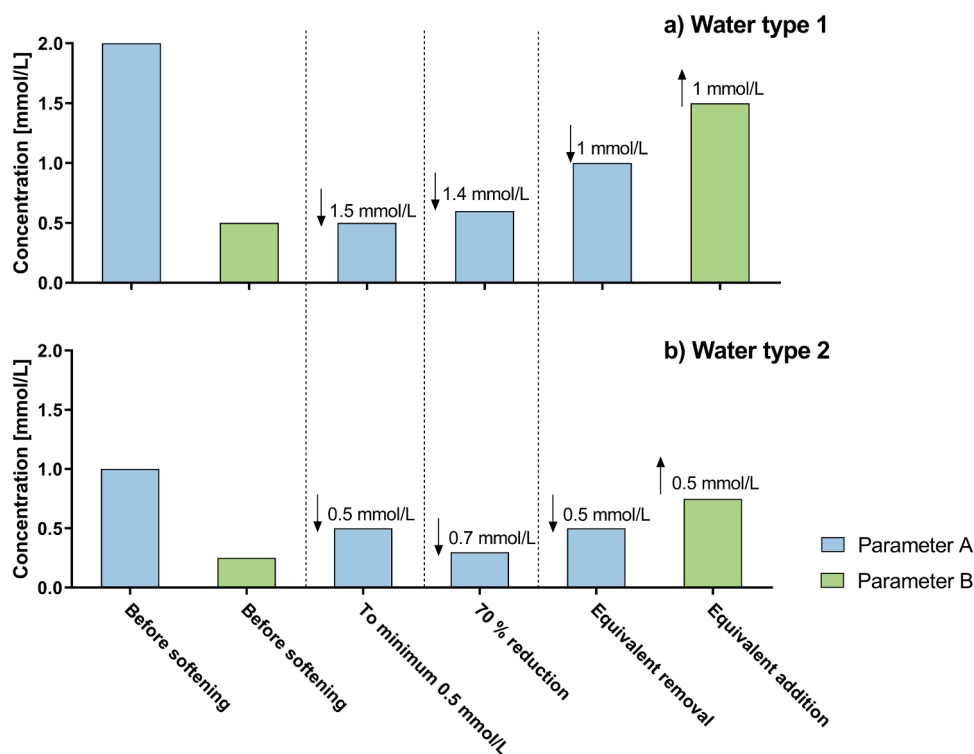 a) Water type 1
Concentration [mmol/L]
2.0
1.5
1.0
0.5
0.0
1.5 mmol/L
1.4 mmol/L
1 mmol/L
1 mmol/L
b) Water type 2
Concentration [mmol/L]
2.0
1.5
1.0
0.5
0.0
0.5 mmol/L
0.7 mmol/L
0.5 mmol/L
0.5 mmol/L
Parameter A
Parameter B
Before softening
Before softening
To minimum 0.5 mmol/L
70 % reduction
Equivalent removal
Equivalent addition